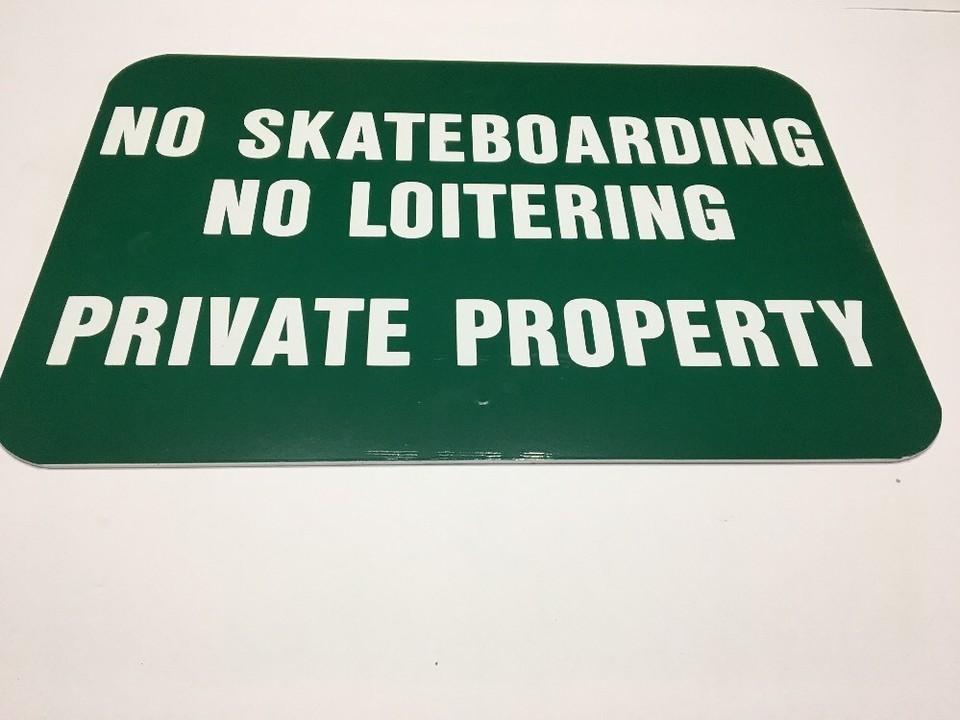 NO SKATEBOARDING
NO LOITERING
PRIVATE PROPERTY